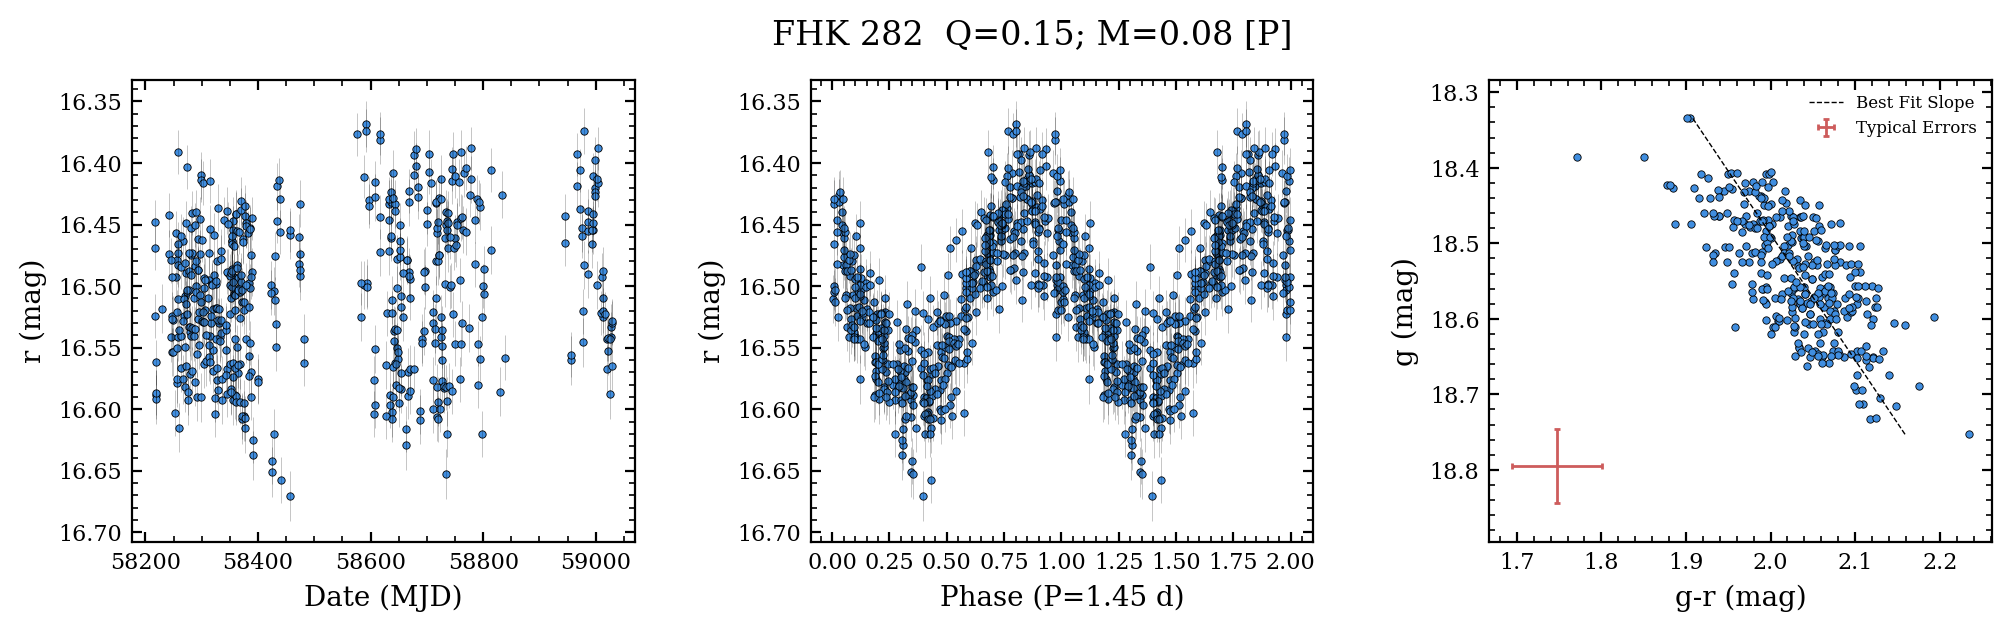 FHK 282 Q=0.15; M=0.08 [P]
16.35
16.40
16.45
16.50
16.55
16.60
16.65
16.70
r (mag)
58200 58400 58600 58800 59000
Date (MJD)
16.35
16.40
16.45
16.50
16.55
16.60
16.65
16.70
r (mag)
0.00 0.25 0.50 0.75 1.00 1.25 1.50 1.75 2.00
Phase (P=1.45 d)
Best Fit Slope
Typical Errors
18.3
18.4
18.5
18.6
18.7
18.8
g (mag)
1.7 1.8 1.9 2.0 2.1 2.2
g-r (mag)